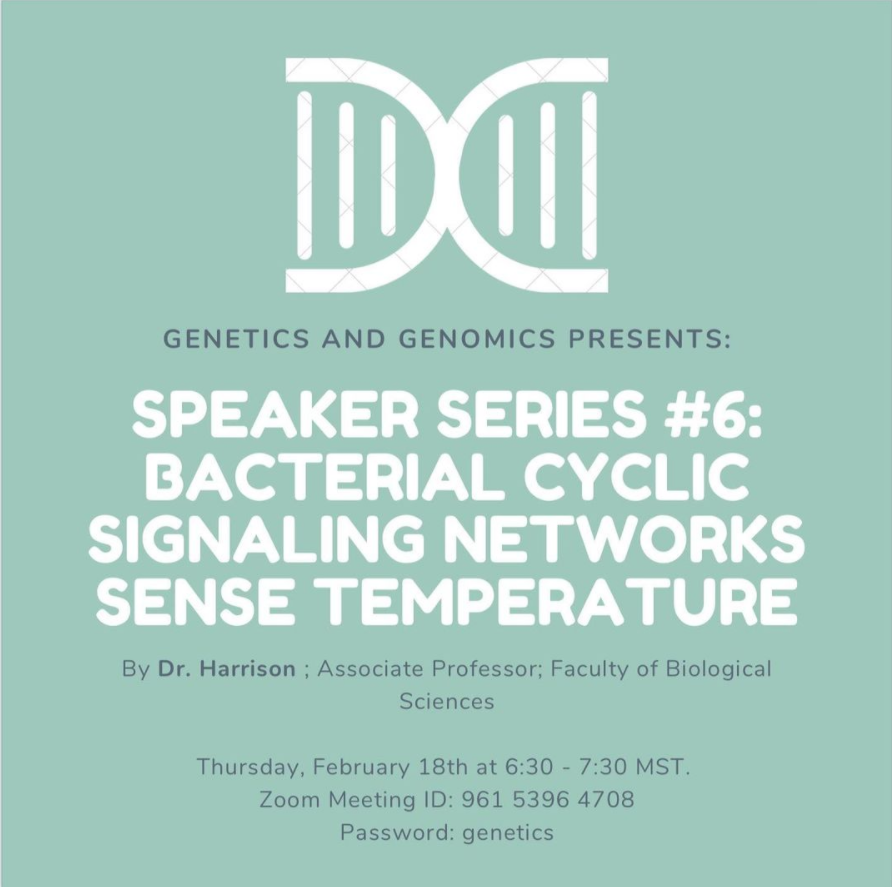 GENETICS AND GENOMICS PRESENTS:
SPEAKER SERIES #6:
BACTERIAL CYCLIC
SIGNALING NETWORKS
SENSE TEMPERATURE
By Dr. Harrison ; Associate Professor; Faculty of Biological
Sciences
Thursday, February 18th at 6:30 - 7:30 MST.
Zoom Meeting ID: 961 5396 4708
Password: genetics